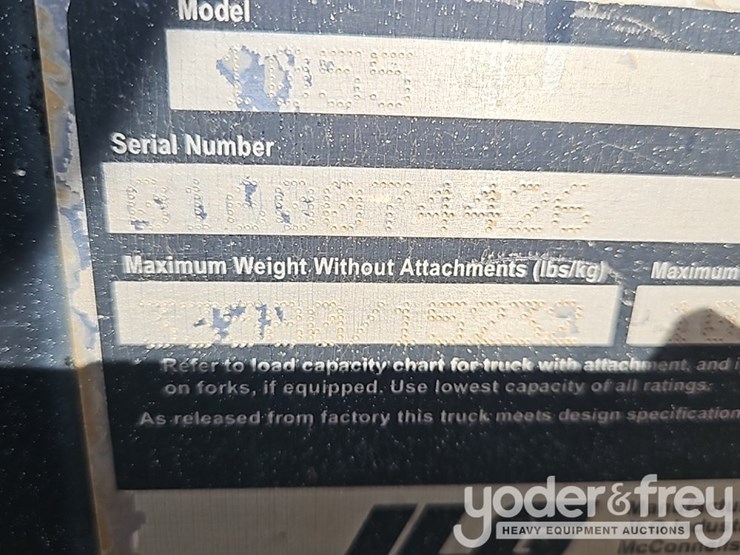 Model
1055
Serial Number
Maximum Weight Without Attachments (lbs/kg)
Maximum
* Refer to load capacity chart for truck with attachment, and i
on forks, if equipped. Use lowest capacity of all ratings.
As released from factory this truck meets design specification
yoder&frey
HEAVY EQUIPMENT AUCTIONS
McConnells